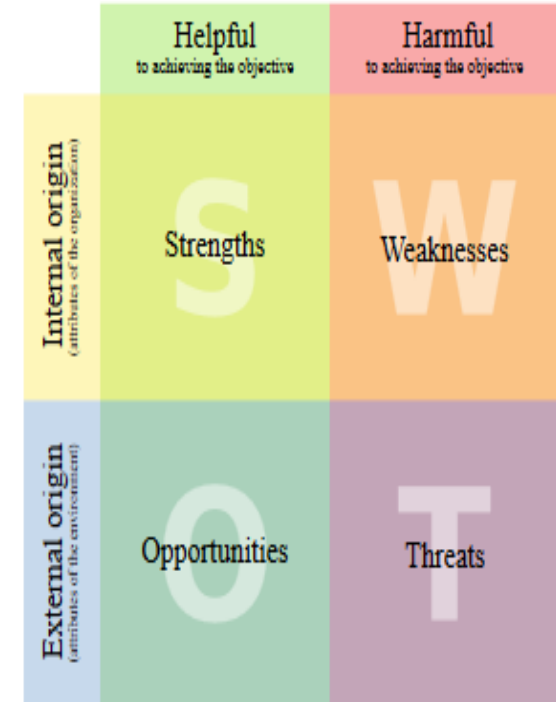 Helpful
to achieving the objective
Harmful
to achieving the objective
Internal origin
(attributes of the organization)
S
Strengths
W
Weaknesses
External origin
(attributes of the environment)
O
Opportunities
T
Threats